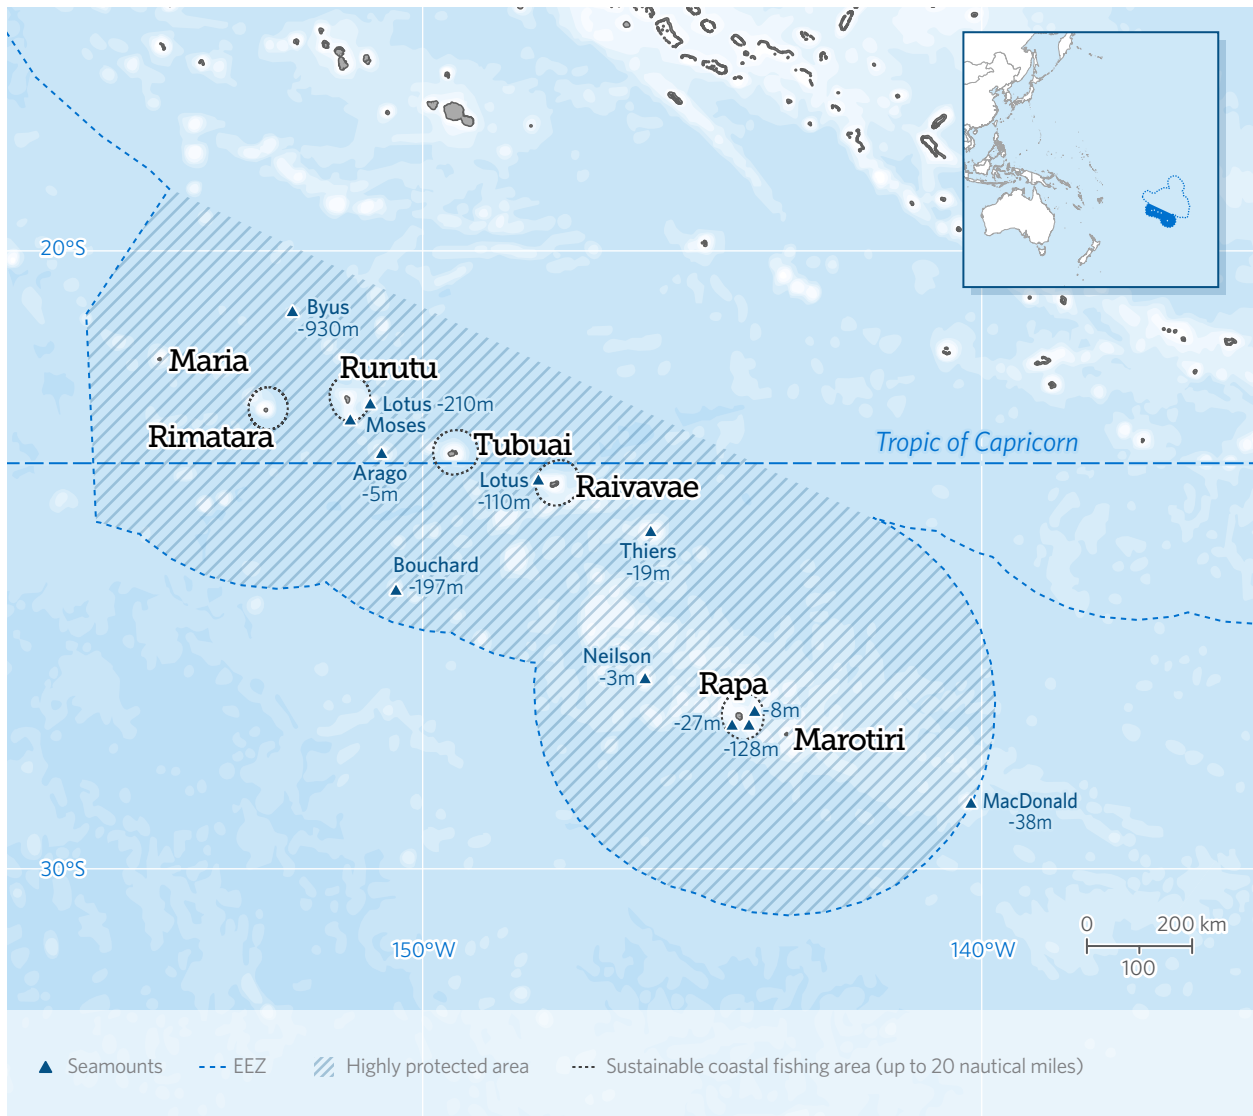 20°S
Byus
-930m
Maria
Rurutu
Lotus -210m
Moses
Rimatara
Tubuai
Tropic of Capricorn
Arago
-5m
Lotus
-110m
Raivavae
Thiers
-19m
Bouchard
-197m
Neilson
-3m
Rapa
-8m
-27m
-128m
Marotiri
MacDonald
-38m
30°S
150°W
140°W
0 200 km
100
Seamounts
EEZ
Highly protected area
Sustainable coastal fishing area (up to 20 nautical miles)